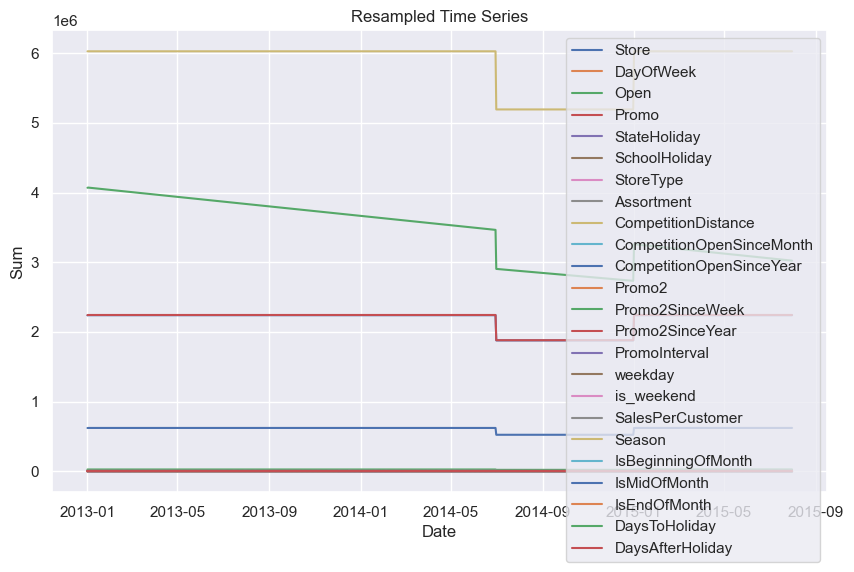 Resampled Time Series
1e6
6
5
4
3
2
1
0
Sum
2013-01 2013-05 2013-09 2014-01 2014-05 2014-09 2015-01 2015-05 2015-09
Date
Store
DayOfWeek
Open
Promo
StateHoliday
SchoolHoliday
StoreType
Assortment
CompetitionDistance
CompetitionOpenSinceMonth
CompetitionOpenSinceYear
Promo2
Promo2SinceWeek
Promo2SinceYear
PromoInterval
weekday
is_weekend
SalesPerCustomer
Season
IsBeginningOfMonth
IsMidOfMonth
IsEndOfMonth
DaysToHoliday
DaysAfterHoliday